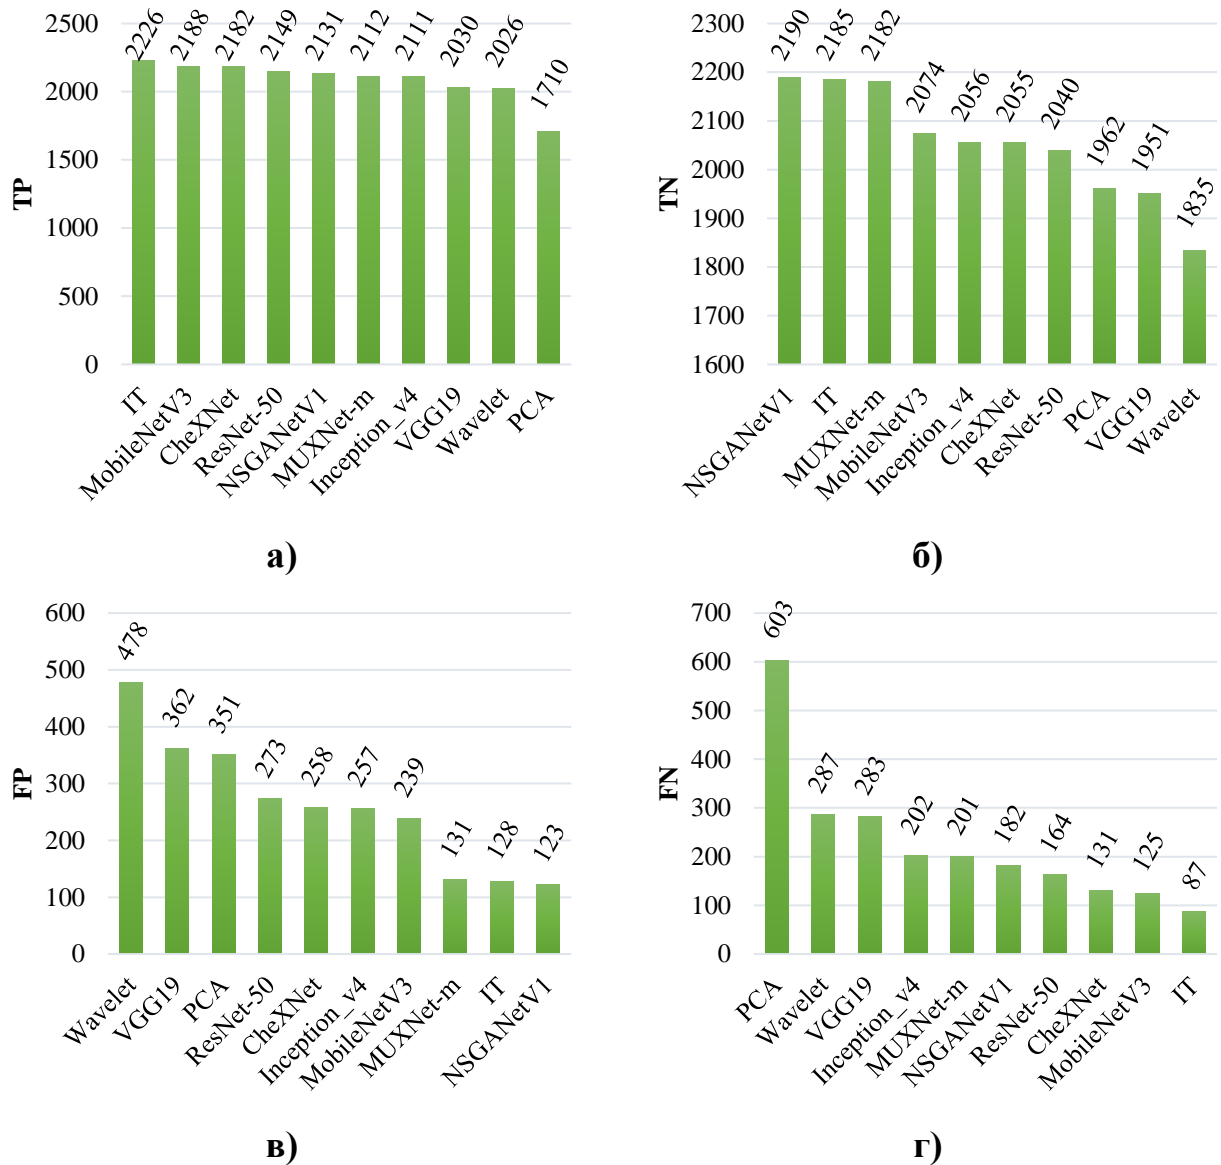 2500
2000
1500
1000
500
0
TP
2226
2188
2182
2149
2131
2112
2111
2030
2026
1710
IT
MobileNetV3
CheXNet
ResNet-50
NSGANetV1
MUXNet-m
Inception_v4
VGG19
Wavelet
PCA
а)
2300
2200
2100
2000
1900
1800
1700
1600
TN
2190
2185
2182
2074
2056
2055
2040
1962
1951
1835
NSGANetV1
IT
MUXNet-m
MobileNetV3
Inception_v4
CheXNet
ResNet-50
PCA
VGG19
Wavelet
б)
600
500
400
300
200
100
0
FP
478
362
351
273
258
257
239
131
128
123
Wavelet
VGG19
PCA
ResNet-50
CheXNet
Inception_v4
MobileNetV3
MUXNet-m
IT
NSGANetV1
в)
700
600
500
400
300
200
100
0
FN
603
287
283
202
201
182
164
131
125
87
PCA
Wavelet
VGG19
Inception_v4
MUXNet-m
NSGANetV1
ResNet-50
CheXNet
MobileNetV3
IT
г)